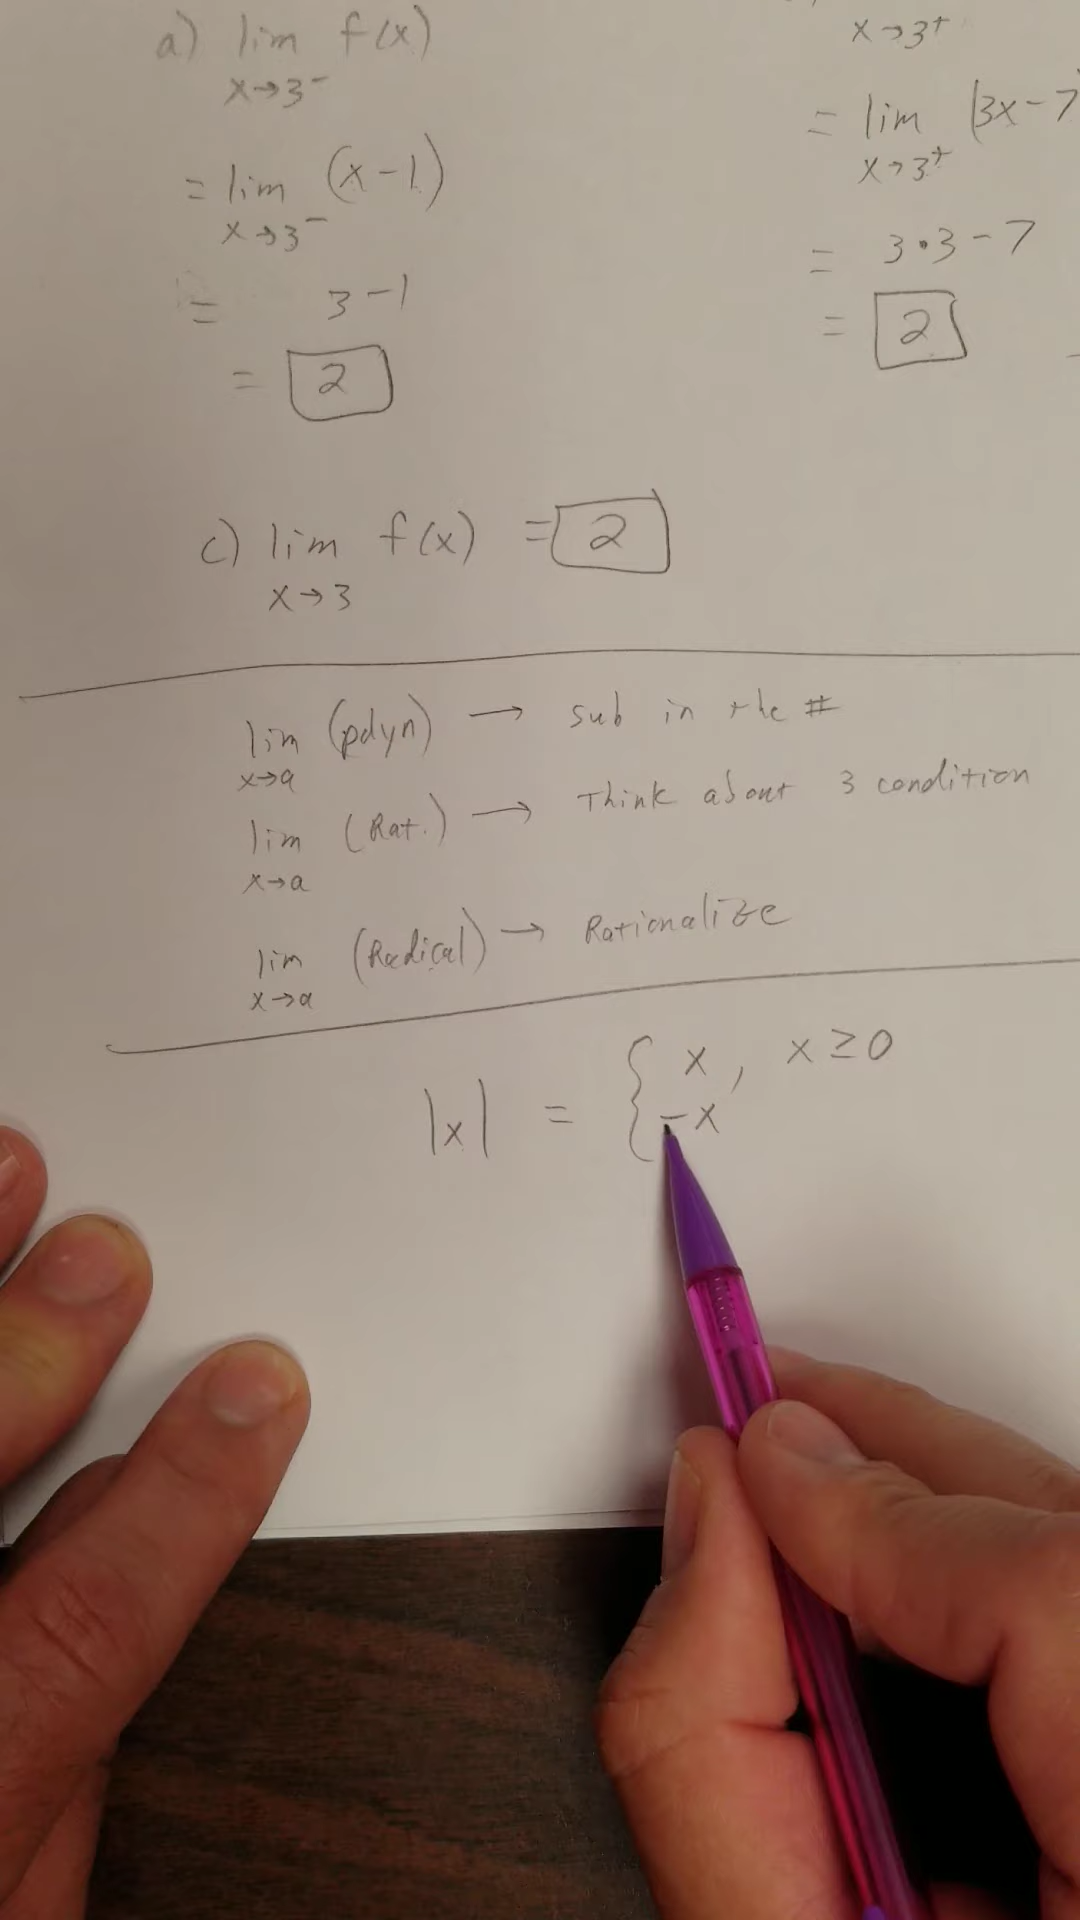 a) lim f(x)
x→3⁻
= lim (x-1)
x→3⁻
= 3-1
= 2
x→3⁺
= lim (3x-7)
x→3⁺
= 3•3-7
= 2
c) lim f(x) = 2
x→3
lim (polyn) → sub in the #
x→a
lim (Rat.) → Think about 3 condition
x→a
lim (Radical) → Rationalize
x→a
|x| = { x, x≥0
-x